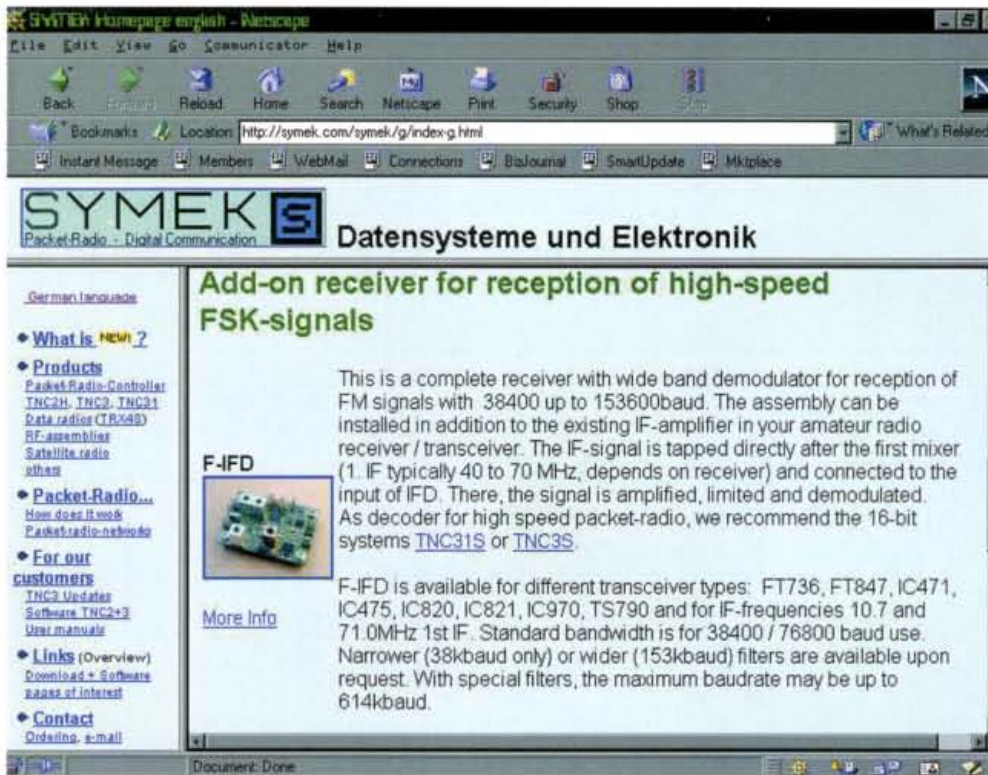 SYMEK Homepage english - Netscape
File Edit View Go Communicator Help
Back Forward Reload Home Search Netscape Print Security Shop Stop
Bookmarks Location: http://symek.com/symek/g/index-g.html What's Related
Instant Message Members WebMail Connections BizJournal SmartUpdate Mktplace
SYMEK
Packet-Radio - Digital Communication
Datensysteme und Elektronik
German language
What is NEW! ?
Products
Packet-Radio-Controller
TNC2H, TNC3, TNC31
Data radios (TRX4S)
RF-assemblies
Satellite radio
others
Packet-Radio...
How does it work
Packet-radio-networks
For our
customers
TNC3 Updates
Software TNC2+3
User manuals
Links (Overview)
Download + Software
pages of interest
Contact
Ordering, e-mail
Add-on receiver for reception of high-speed
FSK-signals
F-IFD
More Info
This is a complete receiver with wide band demodulator for reception of
FM signals with 38400 up to 153600baud. The assembly can be
installed in addition to the existing IF-amplifier in your amateur radio
receiver / transceiver. The IF-signal is tapped directly after the first mixer
(1. IF typically 40 to 70 MHz, depends on receiver) and connected to the
input of IFD. There, the signal is amplified, limited and demodulated.
As decoder for high speed packet-radio, we recommend the 16-bit
systems TNC31S or TNC3S.
F-IFD is available for different transceiver types: FT736, FT847, IC471,
IC475, IC820, IC821, IC970, TS790 and for IF-frequencies 10.7 and
71.0MHz 1st IF. Standard bandwidth is for 38400 / 76800 baud use.
Narrower (38kbaud only) or wider (153kbaud) filters are available upon
request. With special filters, the maximum baudrate may be up to
614kbaud.
Document: Done